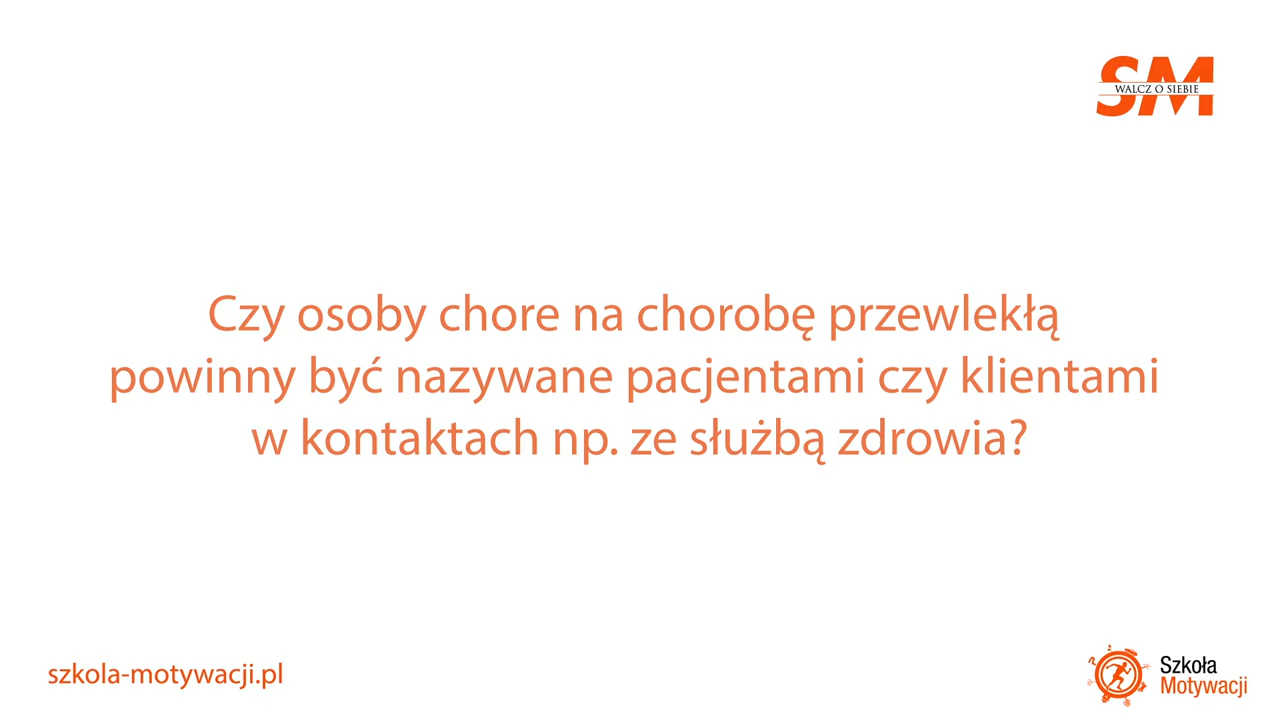 SM
WALCZ O SIEBIE
Czy osoby chore na chorobę przewlekłą
powinny być nazywane pacjentami czy klientami
w kontaktach np. ze służbą zdrowia?
szkola-motywacji.pl
Szkoła
Motywacji